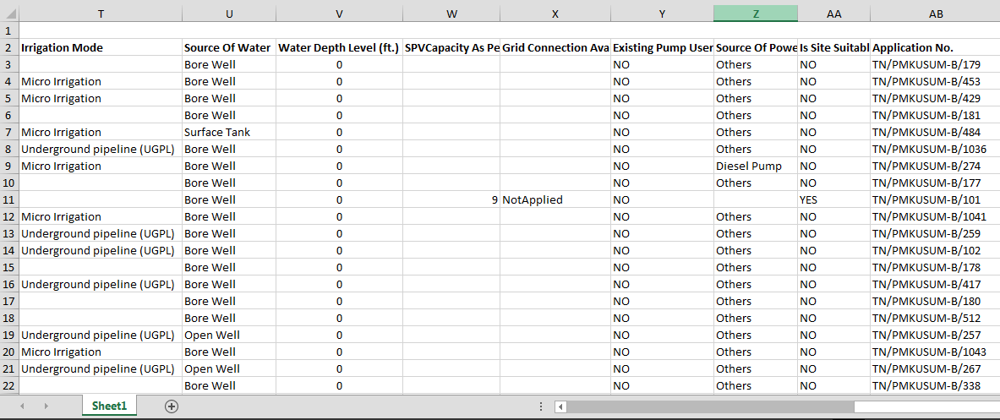 T U V W X Y Z AA AB
1
2 Irrigation Mode Source Of Water Water Depth Level (ft.) SPVCapacity As Pe Grid Connection Ava Existing Pump User Source Of Powe Is Site Suitabl Application No.
3 Bore Well 0 NO Others NO TN/PMKUSUM-B/179
4 Micro Irrigation Bore Well 0 NO Others NO TN/PMKUSUM-B/453
5 Micro Irrigation Bore Well 0 NO Others NO TN/PMKUSUM-B/429
6 Bore Well 0 NO Others NO TN/PMKUSUM-B/181
7 Micro Irrigation Surface Tank 0 NO Others NO TN/PMKUSUM-B/484
8 Underground pipeline (UGPL) Bore Well 0 NO Others NO TN/PMKUSUM-B/1036
9 Micro Irrigation Bore Well 0 NO Diesel Pump NO TN/PMKUSUM-B/274
10 Bore Well 0 NO Others NO TN/PMKUSUM-B/177
11 Bore Well 0 9 NotApplied NO YES TN/PMKUSUM-B/101
12 Micro Irrigation Bore Well 0 NO Others NO TN/PMKUSUM-B/1041
13 Underground pipeline (UGPL) Bore Well 0 NO Others NO TN/PMKUSUM-B/259
14 Underground pipeline (UGPL) Bore Well 0 NO Others NO TN/PMKUSUM-B/102
15 Bore Well 0 NO Others NO TN/PMKUSUM-B/178
16 Underground pipeline (UGPL) Bore Well 0 NO Others NO TN/PMKUSUM-B/417
17 Bore Well 0 NO Others NO TN/PMKUSUM-B/180
18 Bore Well 0 NO Others NO TN/PMKUSUM-B/512
19 Underground pipeline (UGPL) Open Well 0 NO Others NO TN/PMKUSUM-B/257
20 Micro Irrigation Bore Well 0 NO Others NO TN/PMKUSUM-B/1043
21 Underground pipeline (UGPL) Open Well 0 NO Others NO TN/PMKUSUM-B/267
22 Bore Well 0 NO Others NO TN/PMKUSUM-B/338
Sheet1